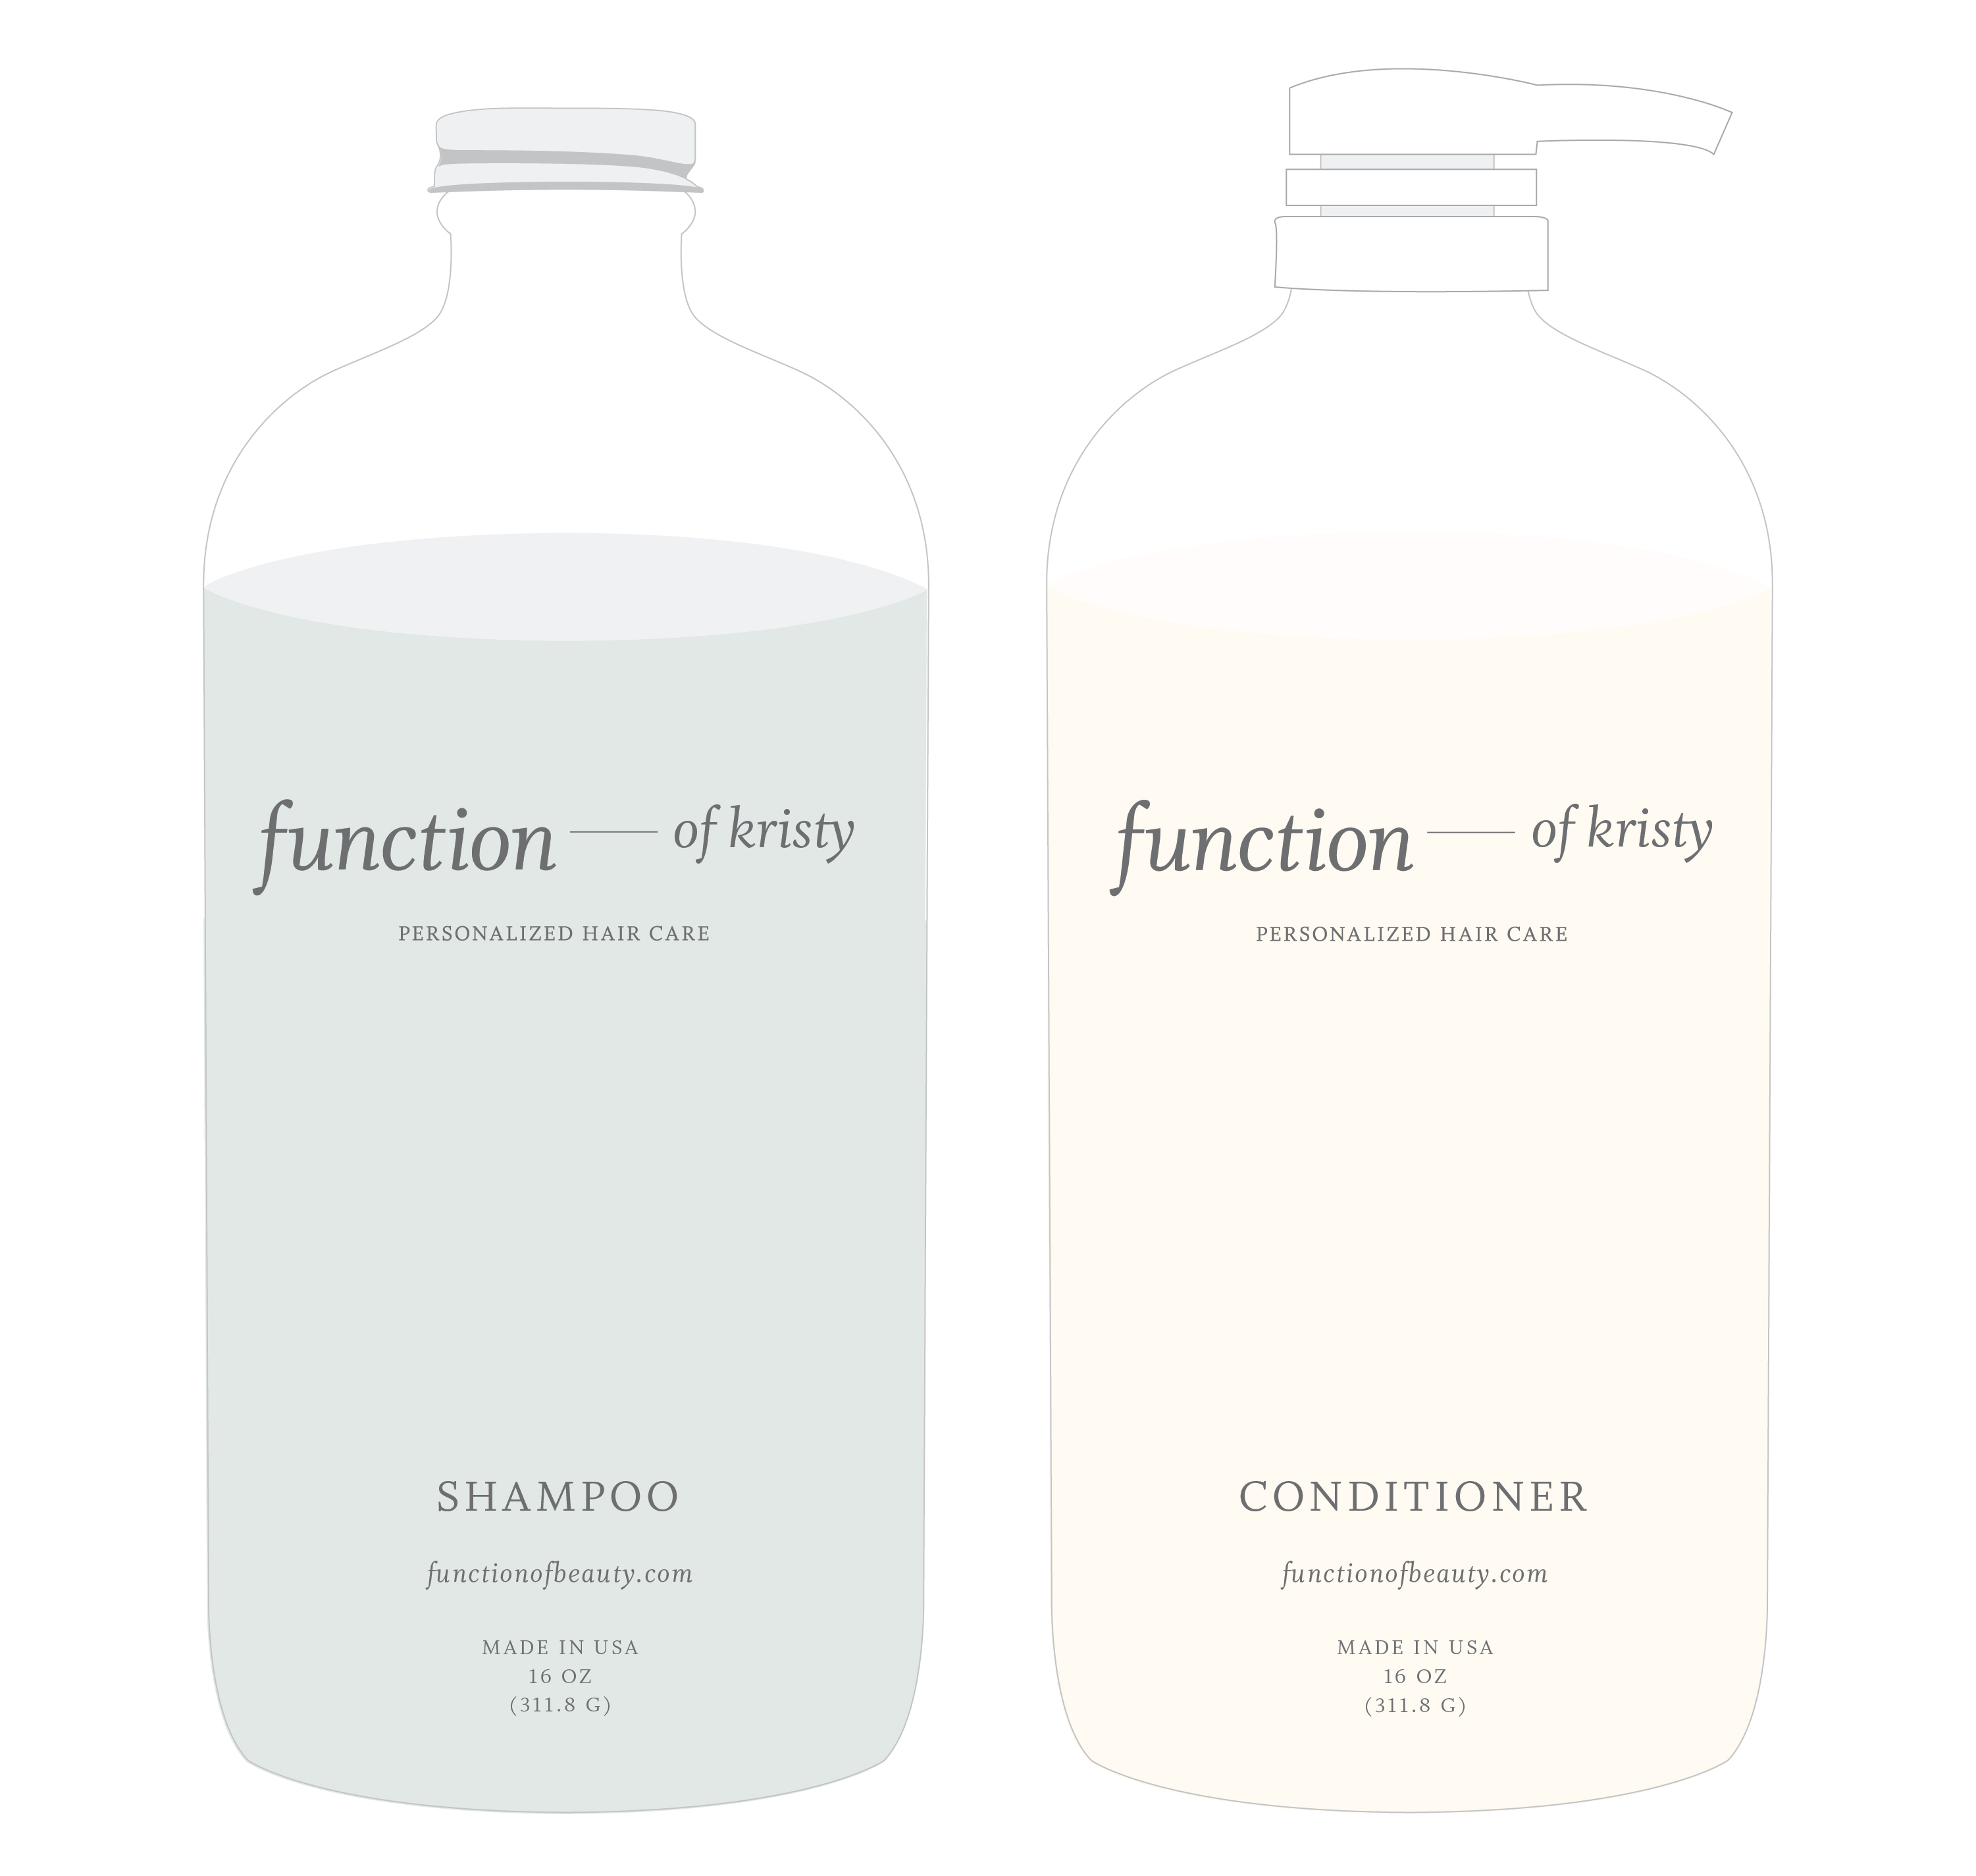 function — of kristy
PERSONALIZED HAIR CARE
SHAMPOO
functionofbeauty.com
MADE IN USA
16 OZ
(311.8 G)
function — of kristy
PERSONALIZED HAIR CARE
CONDITIONER
functionofbeauty.com
MADE IN USA
16 OZ
(311.8 G)